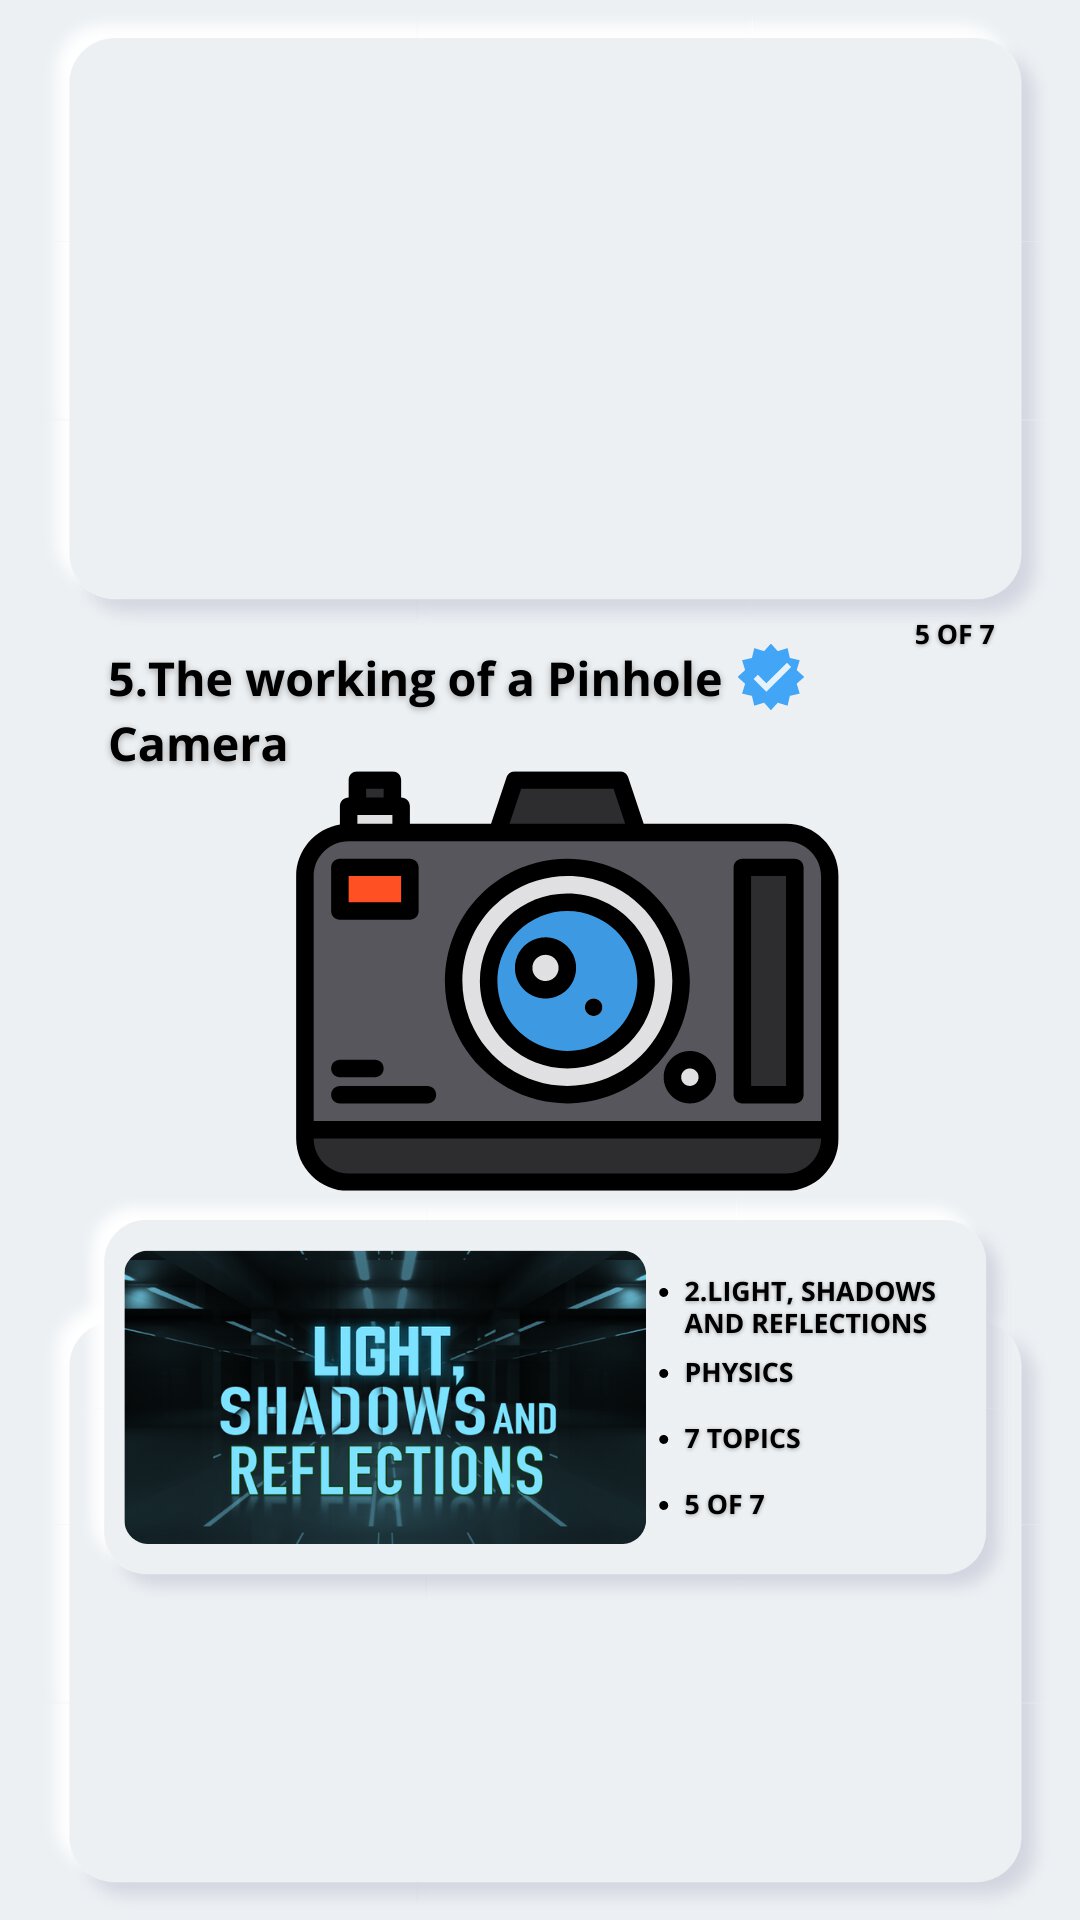 5 OF 7
5.The working of a Pinhole
Camera
LIGHT,
SHADOWS AND
REFLECTIONS
• 2.LIGHT, SHADOWS
AND REFLECTIONS
• PHYSICS
• 7 TOPICS
• 5 OF 7